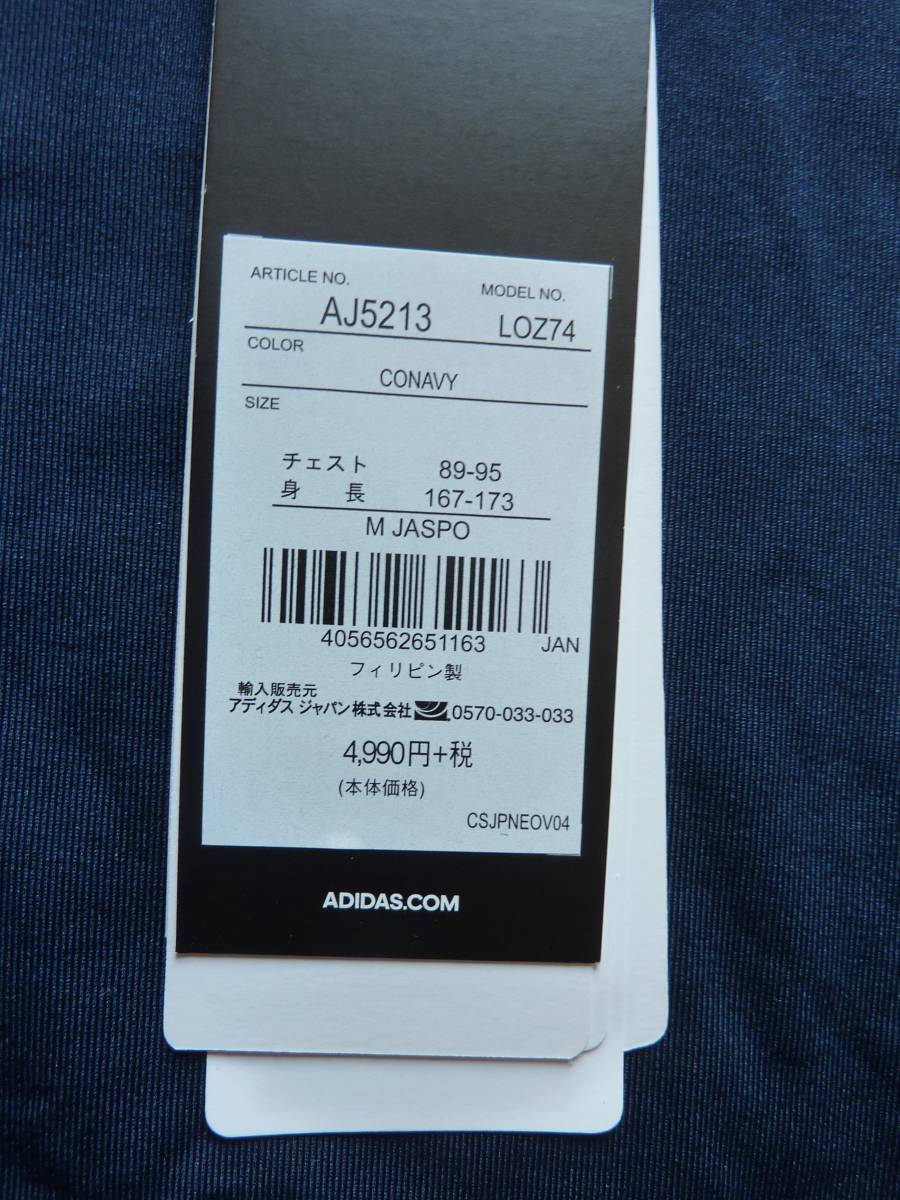 ARTICLE NO. MODEL NO.
AJ5213 LOZ74
COLOR
CONAVY
SIZE
チェスト 89-95
身 長 167-173
M JASPO
4056562651163 JAN
フィリピン製
輸入販売元
アディダス ジャパン株式会社 0570-033-033
4,990円+税
(本体価格)
CSJPNEOV04
ADIDAS.COM